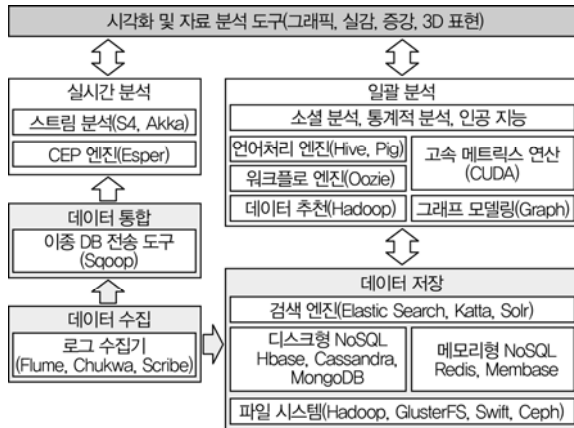 시각화 및 자료 분석 도구(그래픽, 실감, 증강, 3D 표현)
실시간 분석
스트림 분석(S4, Akka)
CEP 엔진(Esper)
데이터 통합
이종 DB 전송 도구
(Sqoop)
데이터 수집
로그 수집기
(Flume, Chukwa, Scribe)
일괄 분석
소셜 분석, 통계적 분석, 인공 지능
언어처리 엔진(Hive, Pig)
워크플로 엔진(Oozie)
데이터 추천(Hadoop)
고속 메트릭스 연산
(CUDA)
그래프 모델링(Graph)
데이터 저장
검색 엔진(Elastic Search, Katta, Solr)
디스크형 NoSQL
Hbase, Cassandra,
MongoDB
메모리형 NoSQL
Redis, Membase
파일 시스템(Hadoop, GlusterFS, Swift, Ceph)